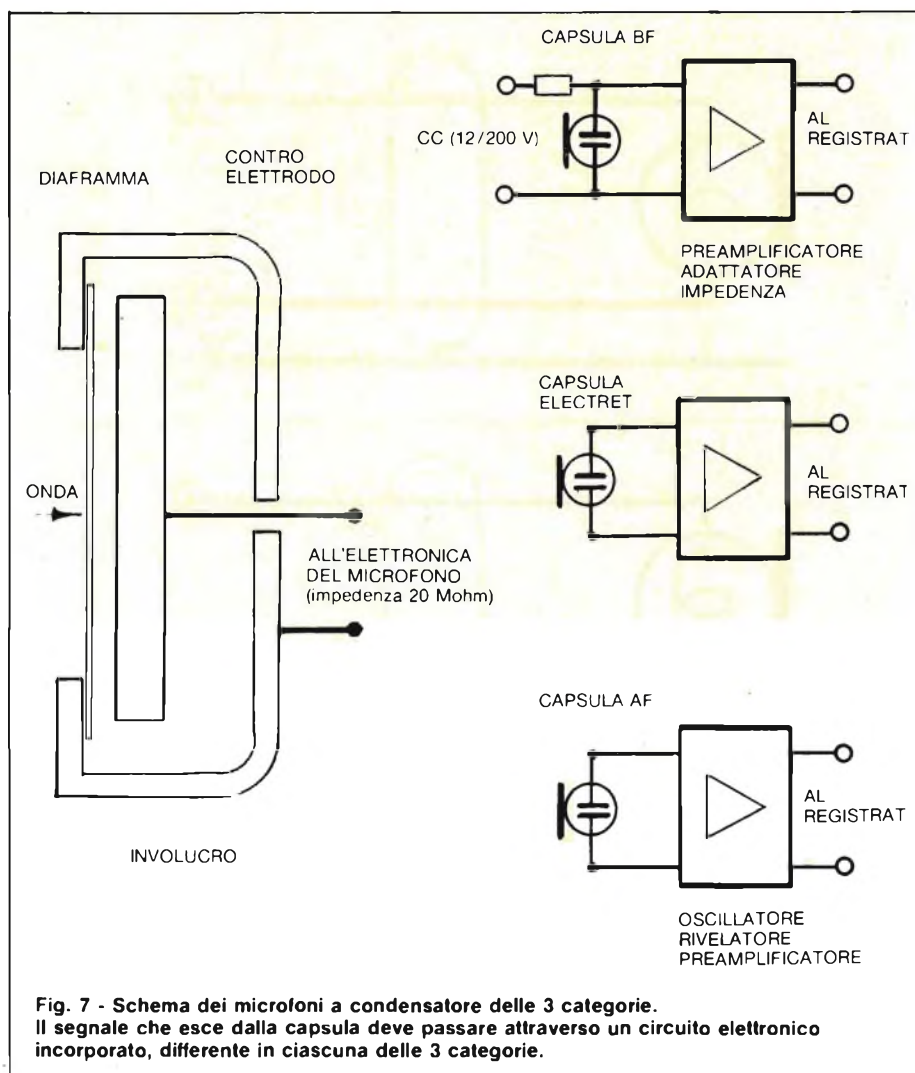 CAPSULA BF
CC (12/200 V)
AL
REGISTRAT
PREAMPLIFICATORE
ADATTATORE
IMPEDENZA
DIAFRAMMA
CONTRO
ELETTRODO
ONDA
ALL'ELETTRONICA
DEL MICROFONO
(impedenza 20 Mohm)
INVOLUCRO
CAPSULA
ELECTRET
AL
REGISTRAT
CAPSULA AF
AL
REGISTRAT
OSCILLATORE
RIVELATORE
PREAMPLIFICATORE
Fig. 7 - Schema dei microfoni a condensatore delle 3 categorie.
Il segnale che esce dalla capsula deve passare attraverso un circuito elettronico
incorporato, differente in ciascuna delle 3 categorie.